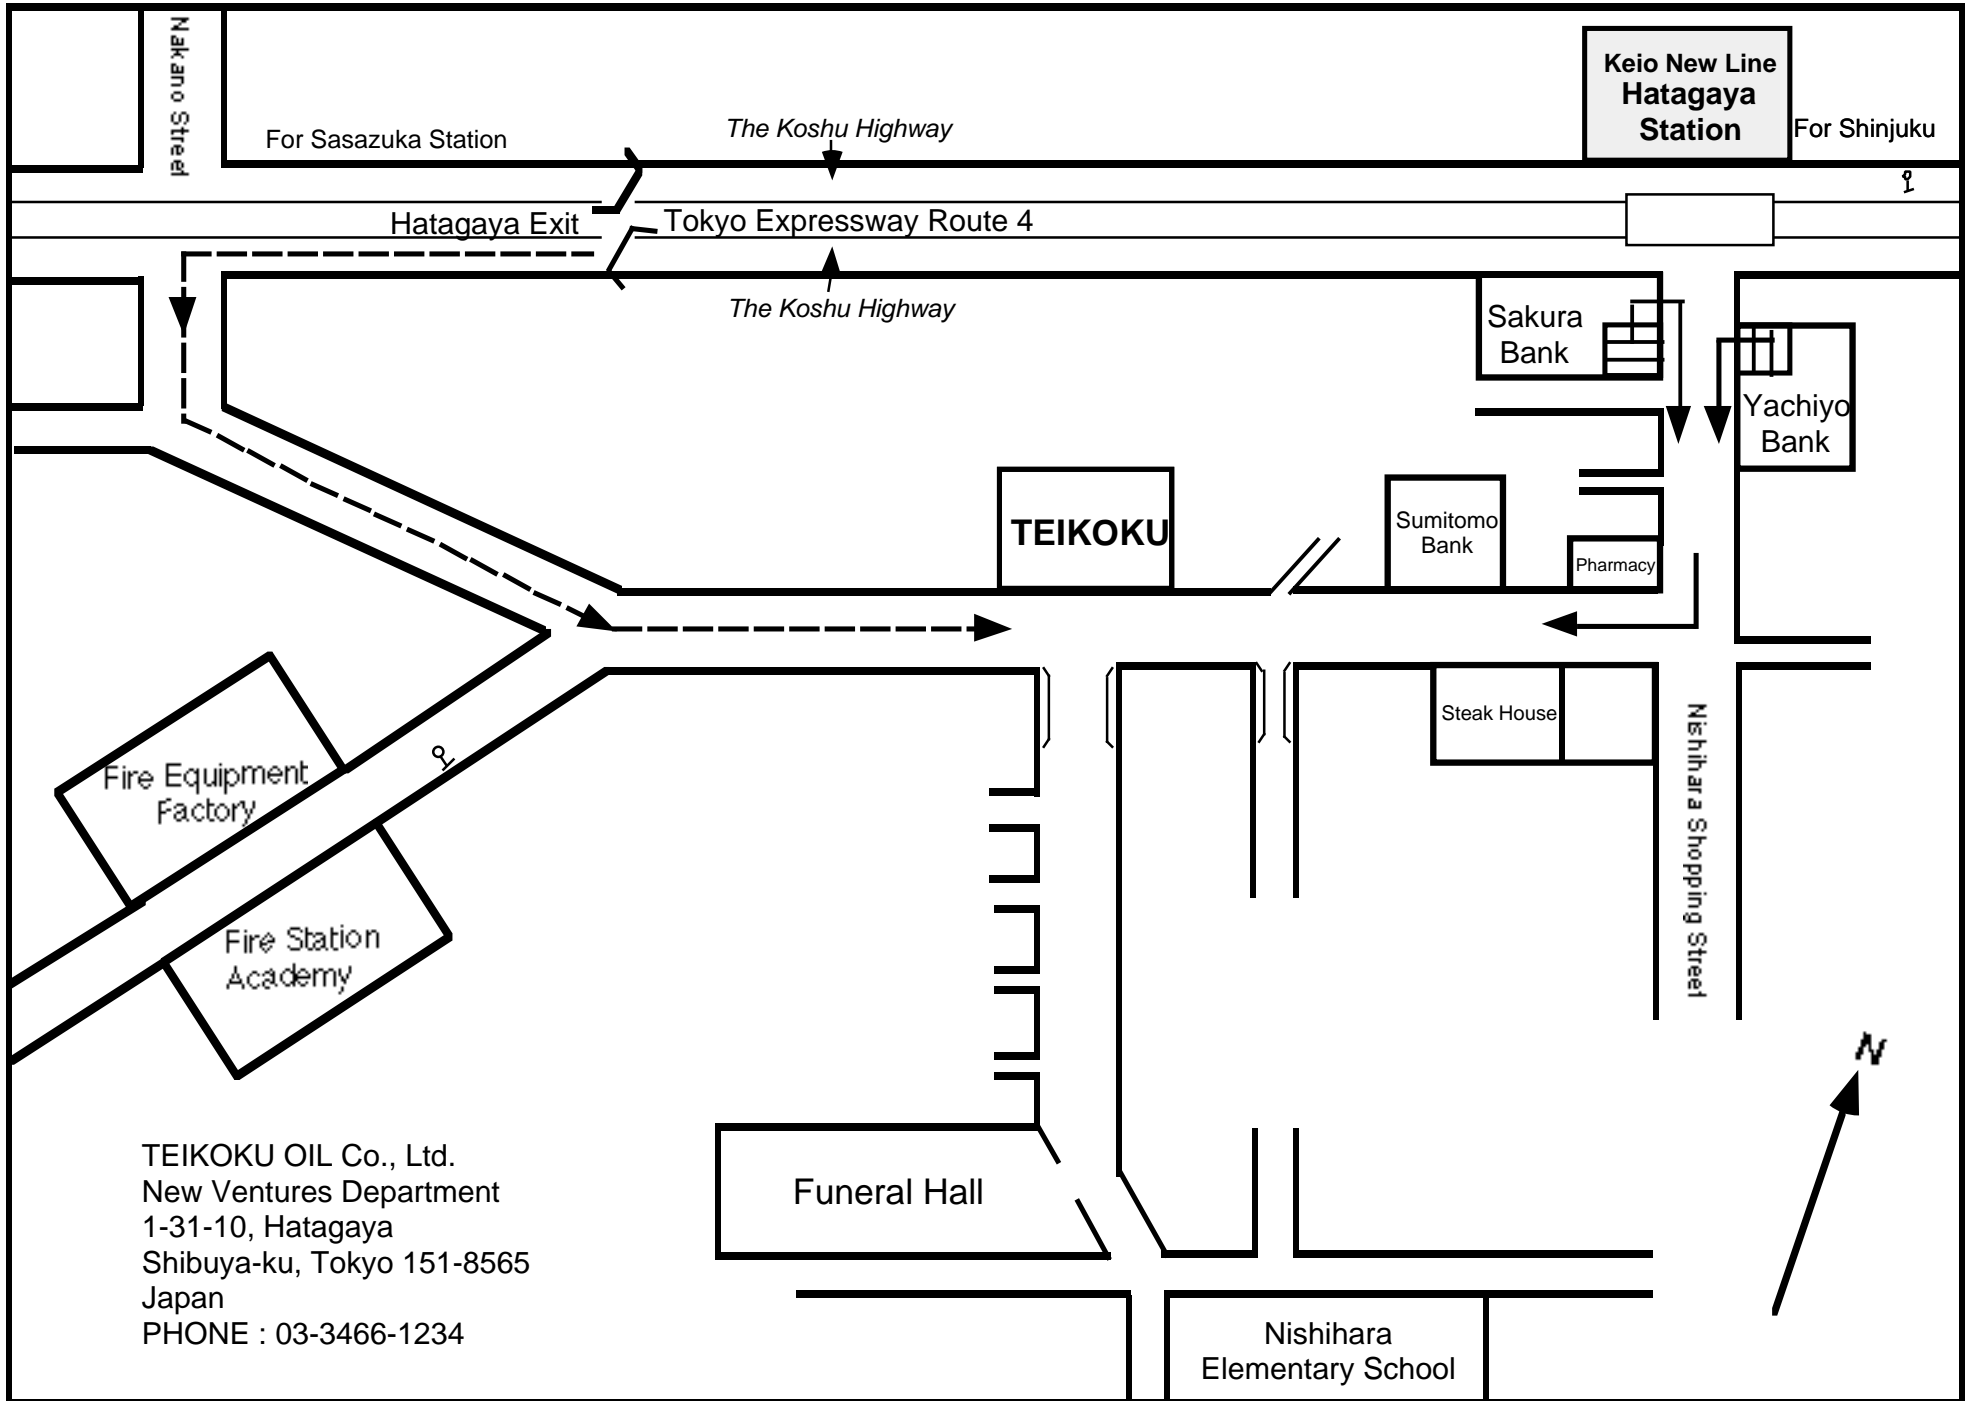 Nakano Street
Keio New Line
Hatagaya
Station
For Sasazuka Station
The Koshu Highway
For Shinjuku
Hatagaya Exit
Tokyo Expressway Route 4
The Koshu Highway
Sakura
Bank
Yachiyo
Bank
TEIKOKU
Sumitomo
Bank
Pharmacy
Steak House
Nishihara Shopping Street
Fire Equipment
Factory
Fire Station
Academy
N
TEIKOKU OIL Co., Ltd.
New Ventures Department
1-31-10, Hatagaya
Shibuya-ku, Tokyo 151-8565
Japan
PHONE : 03-3466-1234
Funeral Hall
Nishihara
Elementary School